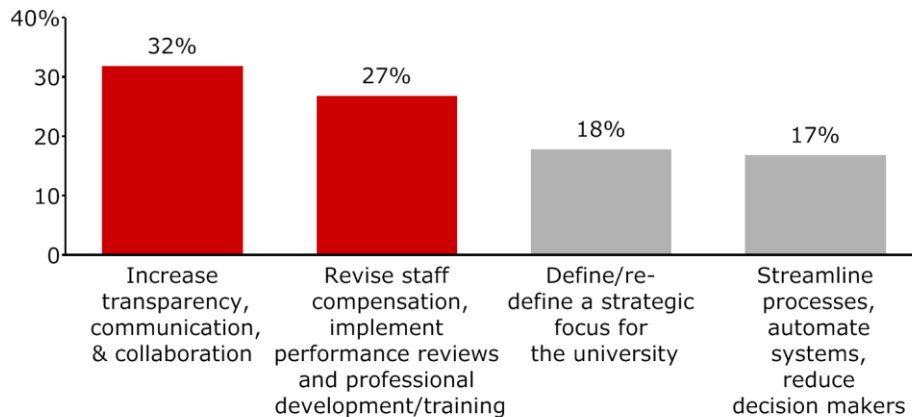 40%
32%
30
27%
20
18%
17%
10
0
Increase
transparency,
communication,
& collaboration
Revise staff
compensation,
implement
performance reviews
and professional
development/training
Define/re-
define a strategic
focus for
the university
Streamline
processes,
automate
systems,
reduce
decision makers